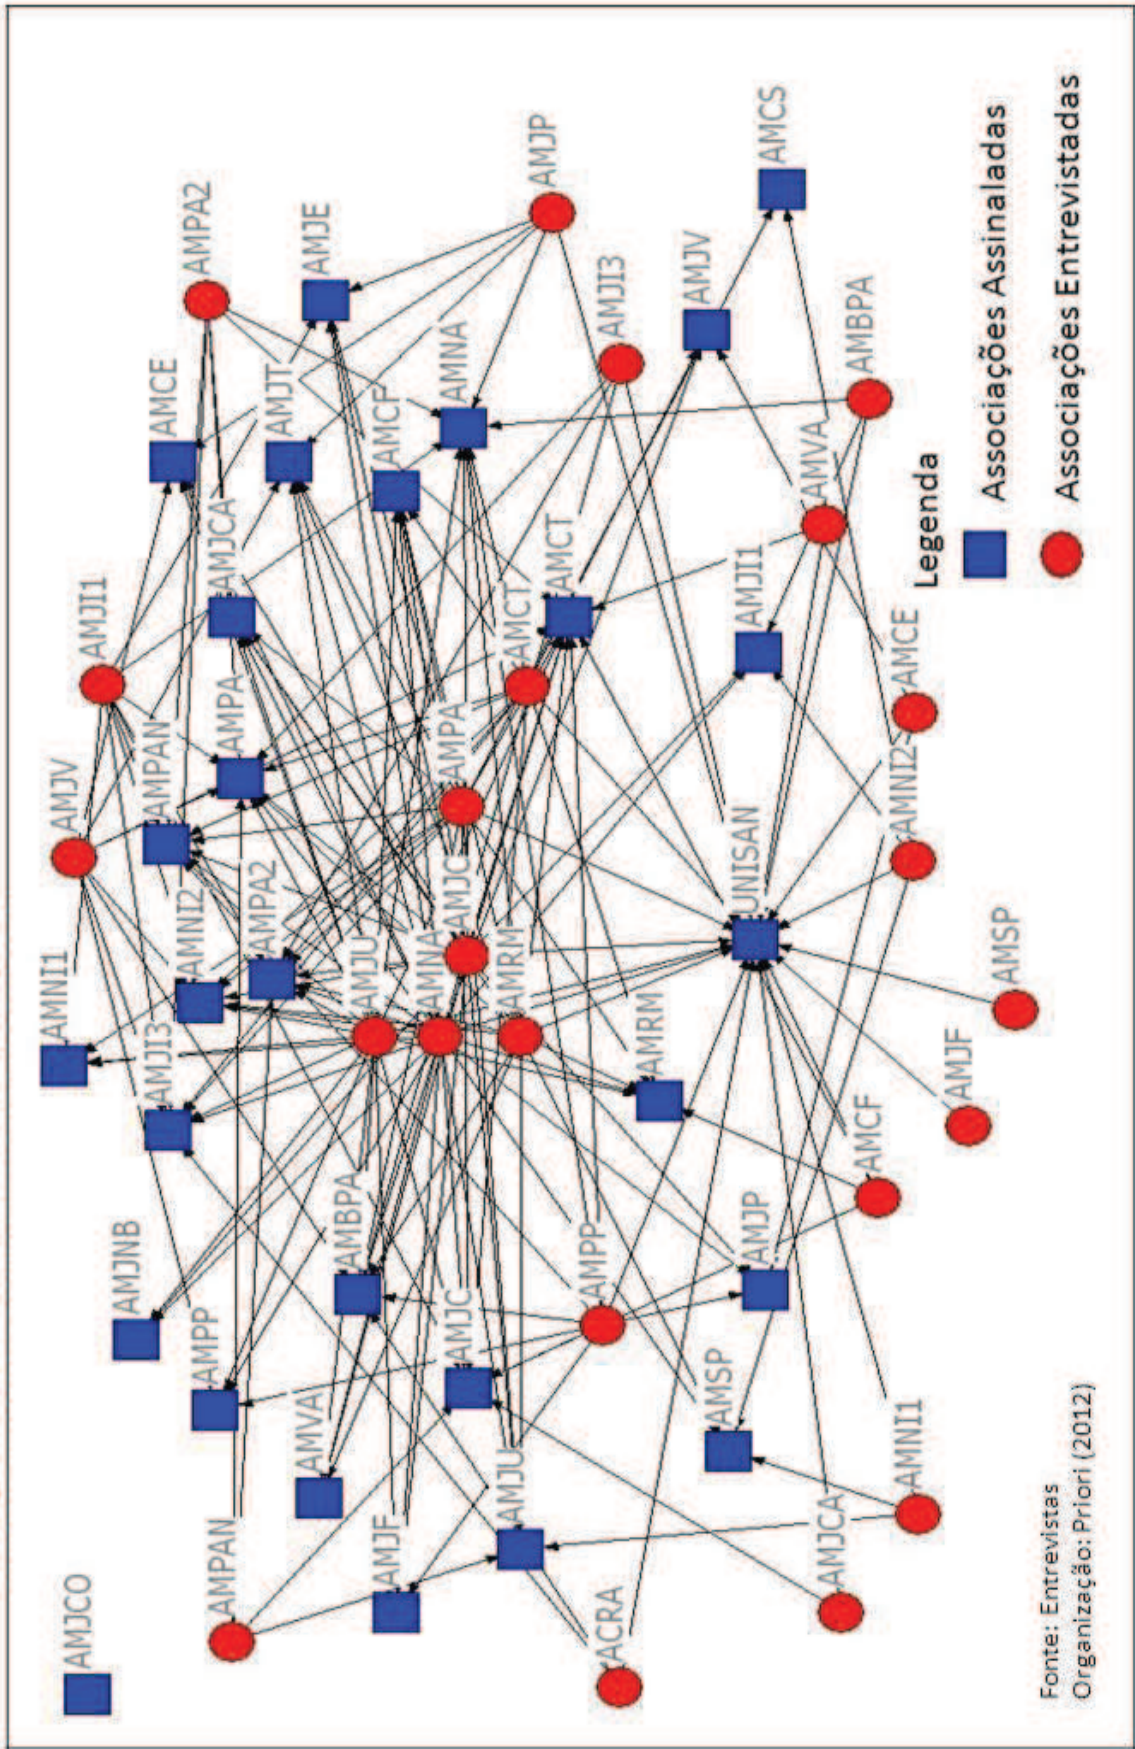 AMNI1
AMJV
AMJCO
AMJI1
AMJNB
AMJI3
AMPAN
AMCE
AMNI2
AMPA2
AMPP
AMPAN
AMJCA
AMPA
AMPA2
AMJT
AMVA
AMJE
AMBPA
AMJU
AMJF
AMCF
AMNA
AMPA
AMNA
AMJC
AMJC
AMJU
AMRM
AMCT
AMJP
AMCT
AMPP
ACRA
AMJI3
AMRM
AMJV
AMSP
UNISAN
AMJI1
AMJP
AMCS
AMVA
AMJCA
AMBPA
AMCF
AMNI1
AMNI2
AMCE
Legenda
AMJF
Associações Assinaladas
AMSP
Associações Entrevistadas
Fonte: Entrevistas
Organização: Priori (2012)